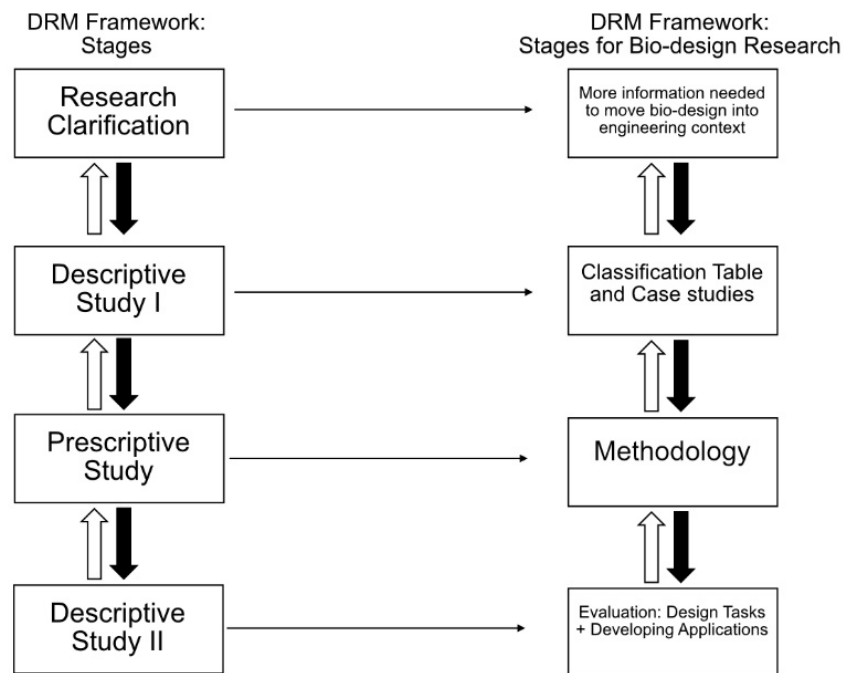 DRM Framework:
Stages
DRM Framework:
Stages for Bio-design Research
Research
Clarification
More information needed
to move bio-design into
engineering context
Descriptive
Study I
Classification Table
and Case studies
Prescriptive
Study
Methodology
Descriptive
Study II
Evaluation: Design Tasks
+ Developing Applications